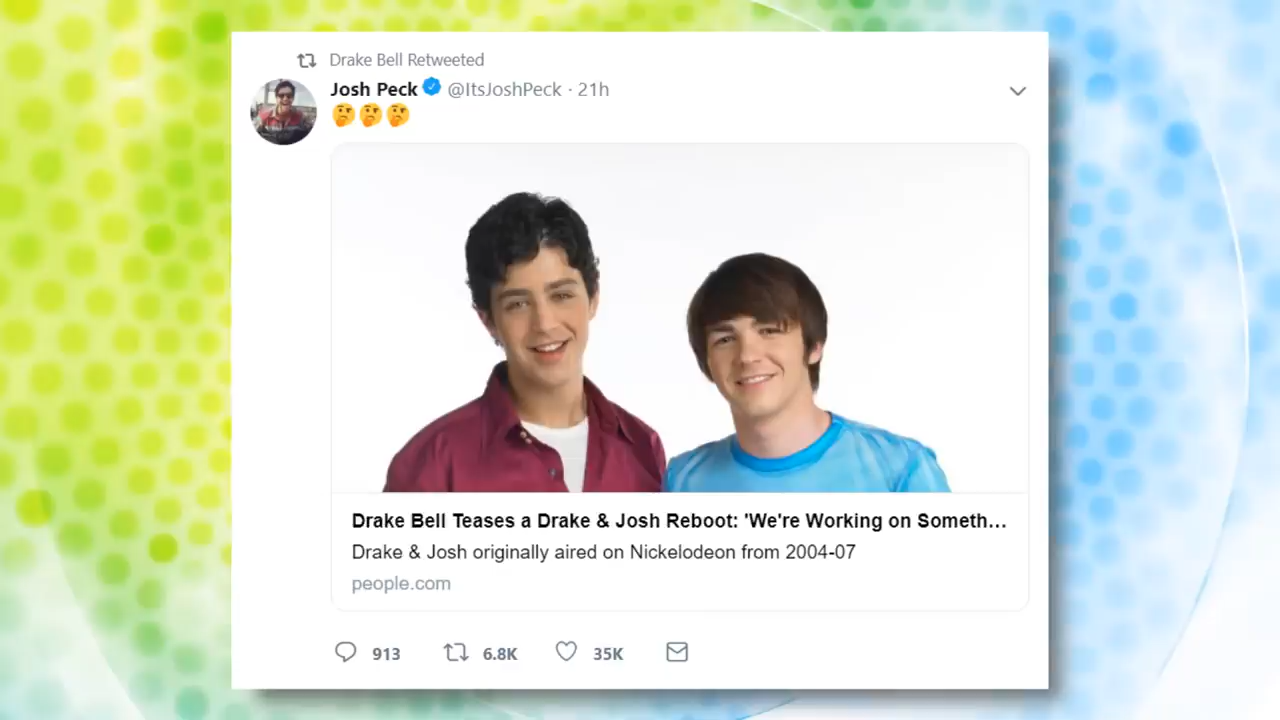 Drake Bell Retweeted
Josh Peck @ItsJoshPeck · 21h
🤔🤔🤔
Drake Bell Teases a Drake & Josh Reboot: 'We're Working on Someth...
Drake & Josh originally aired on Nickelodeon from 2004-07
people.com
913 6.8K 35K